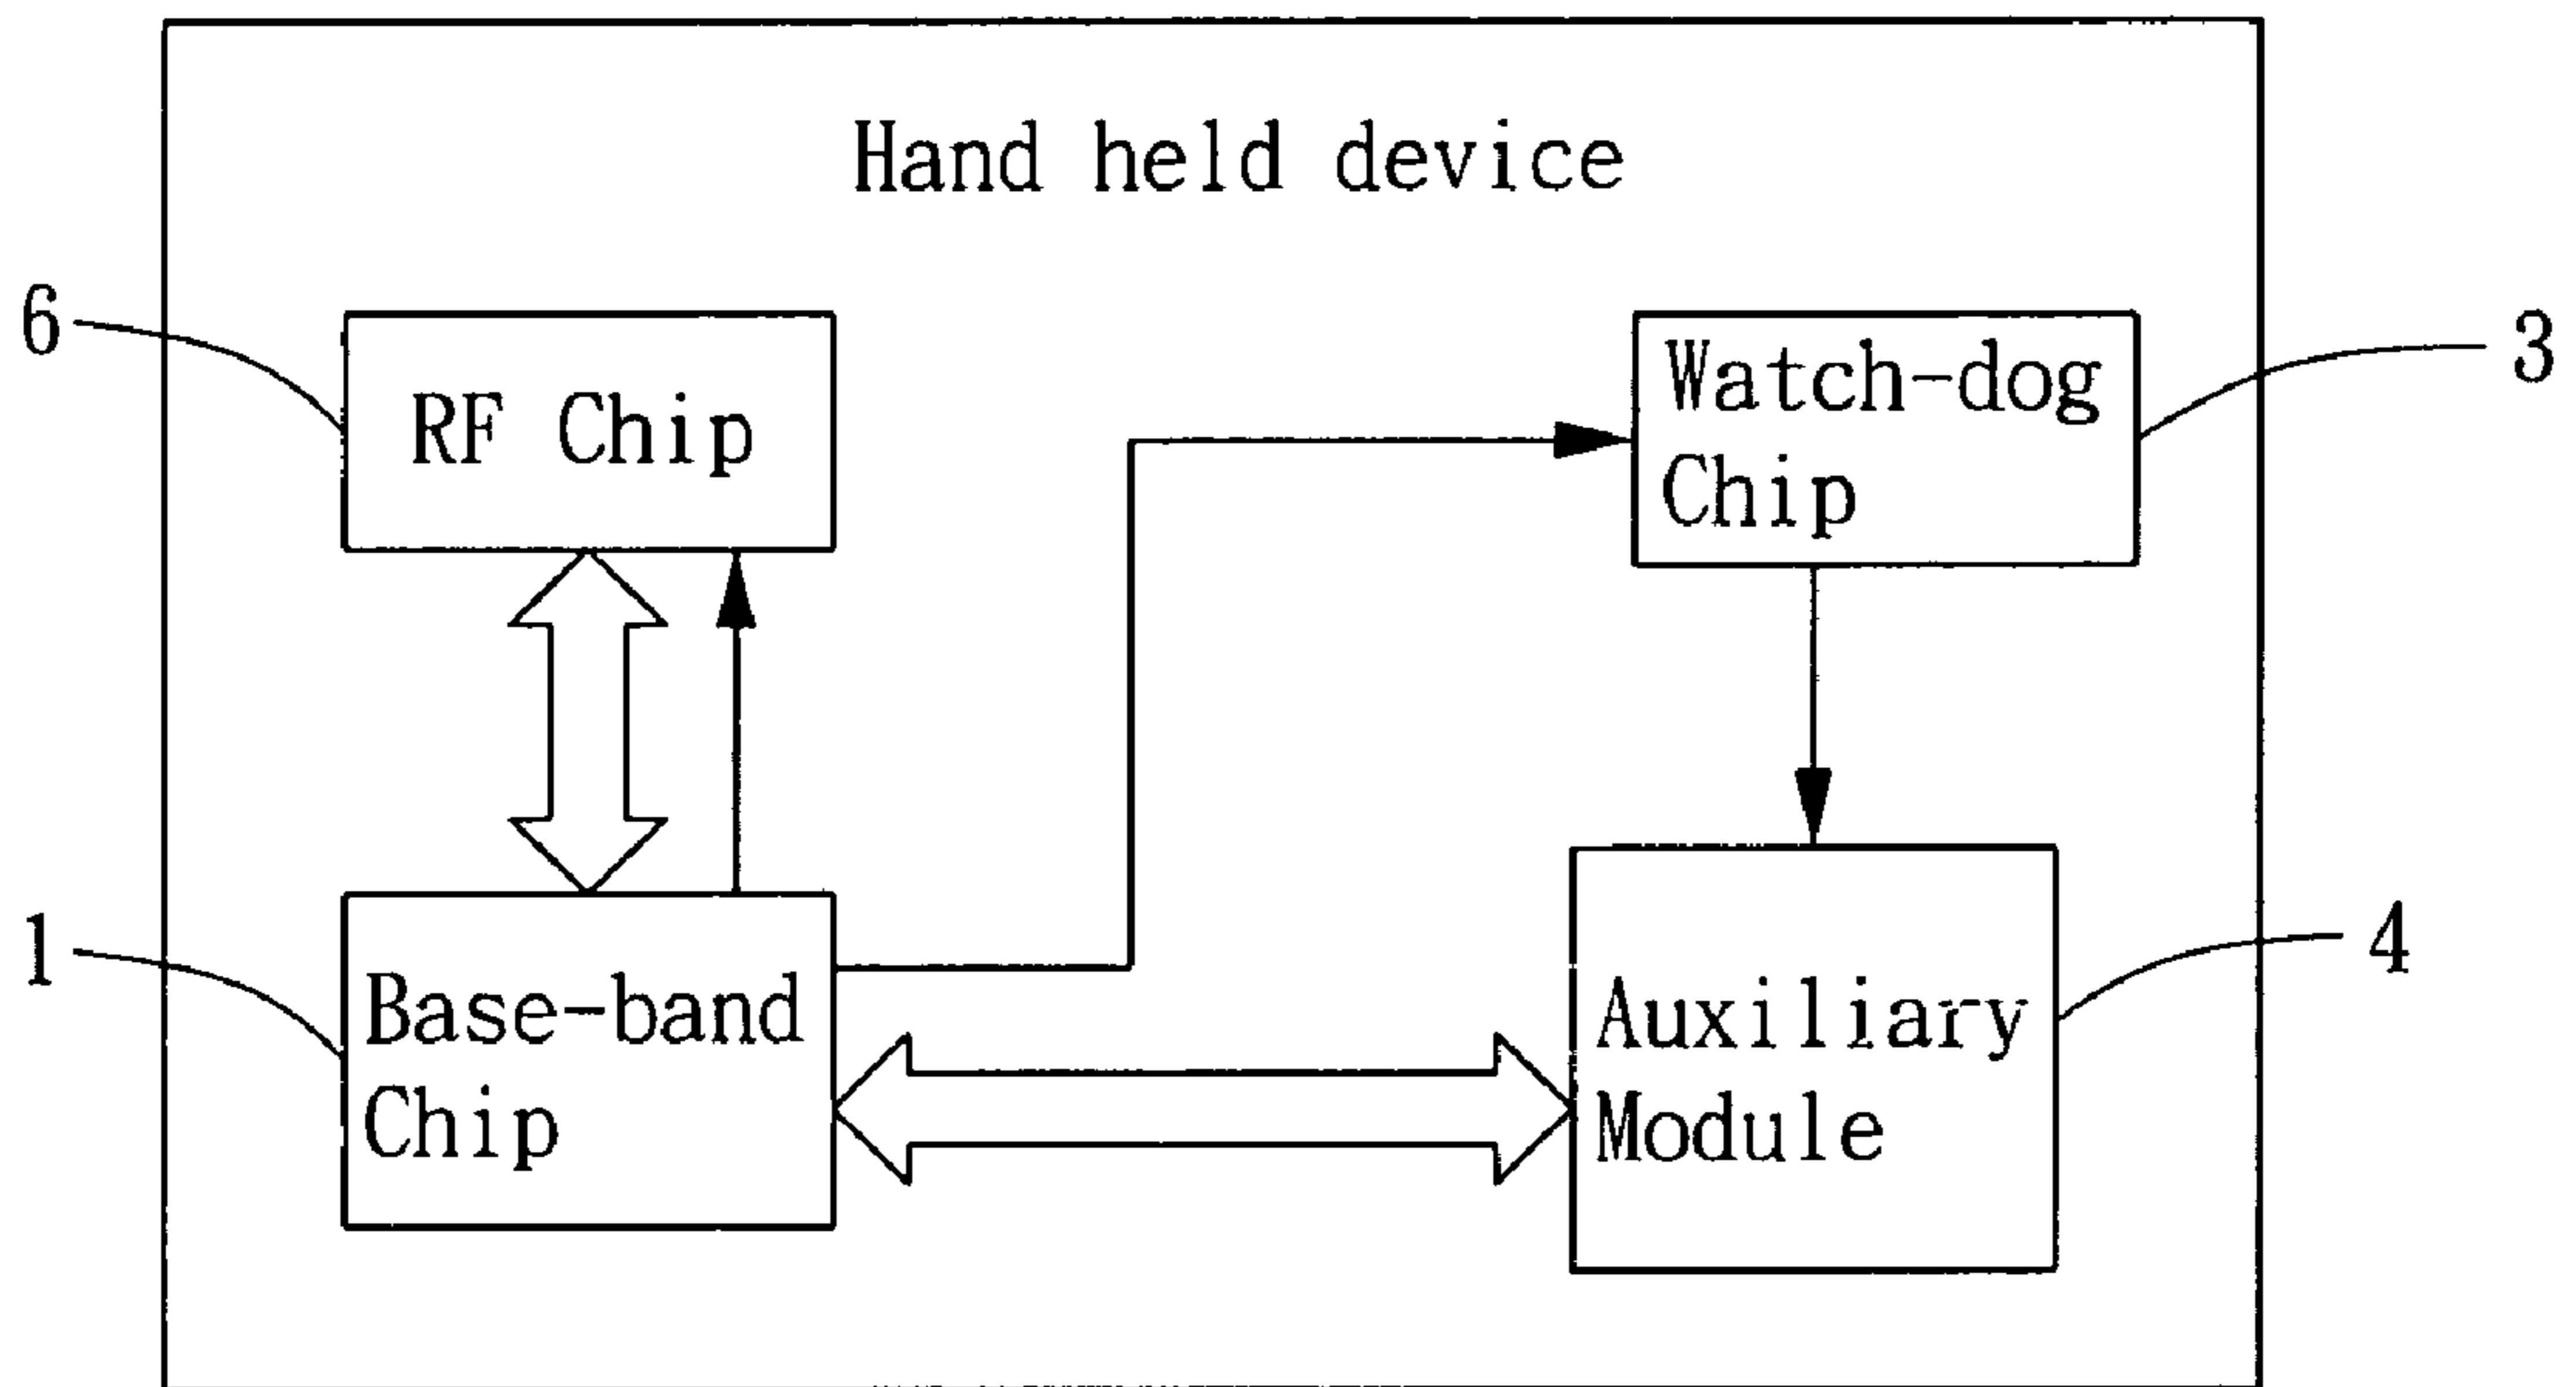 Hand held device
6
RF Chip
Watch-dog
Chip
3
1
Base-band
Chip
Auxiliary
Module
4